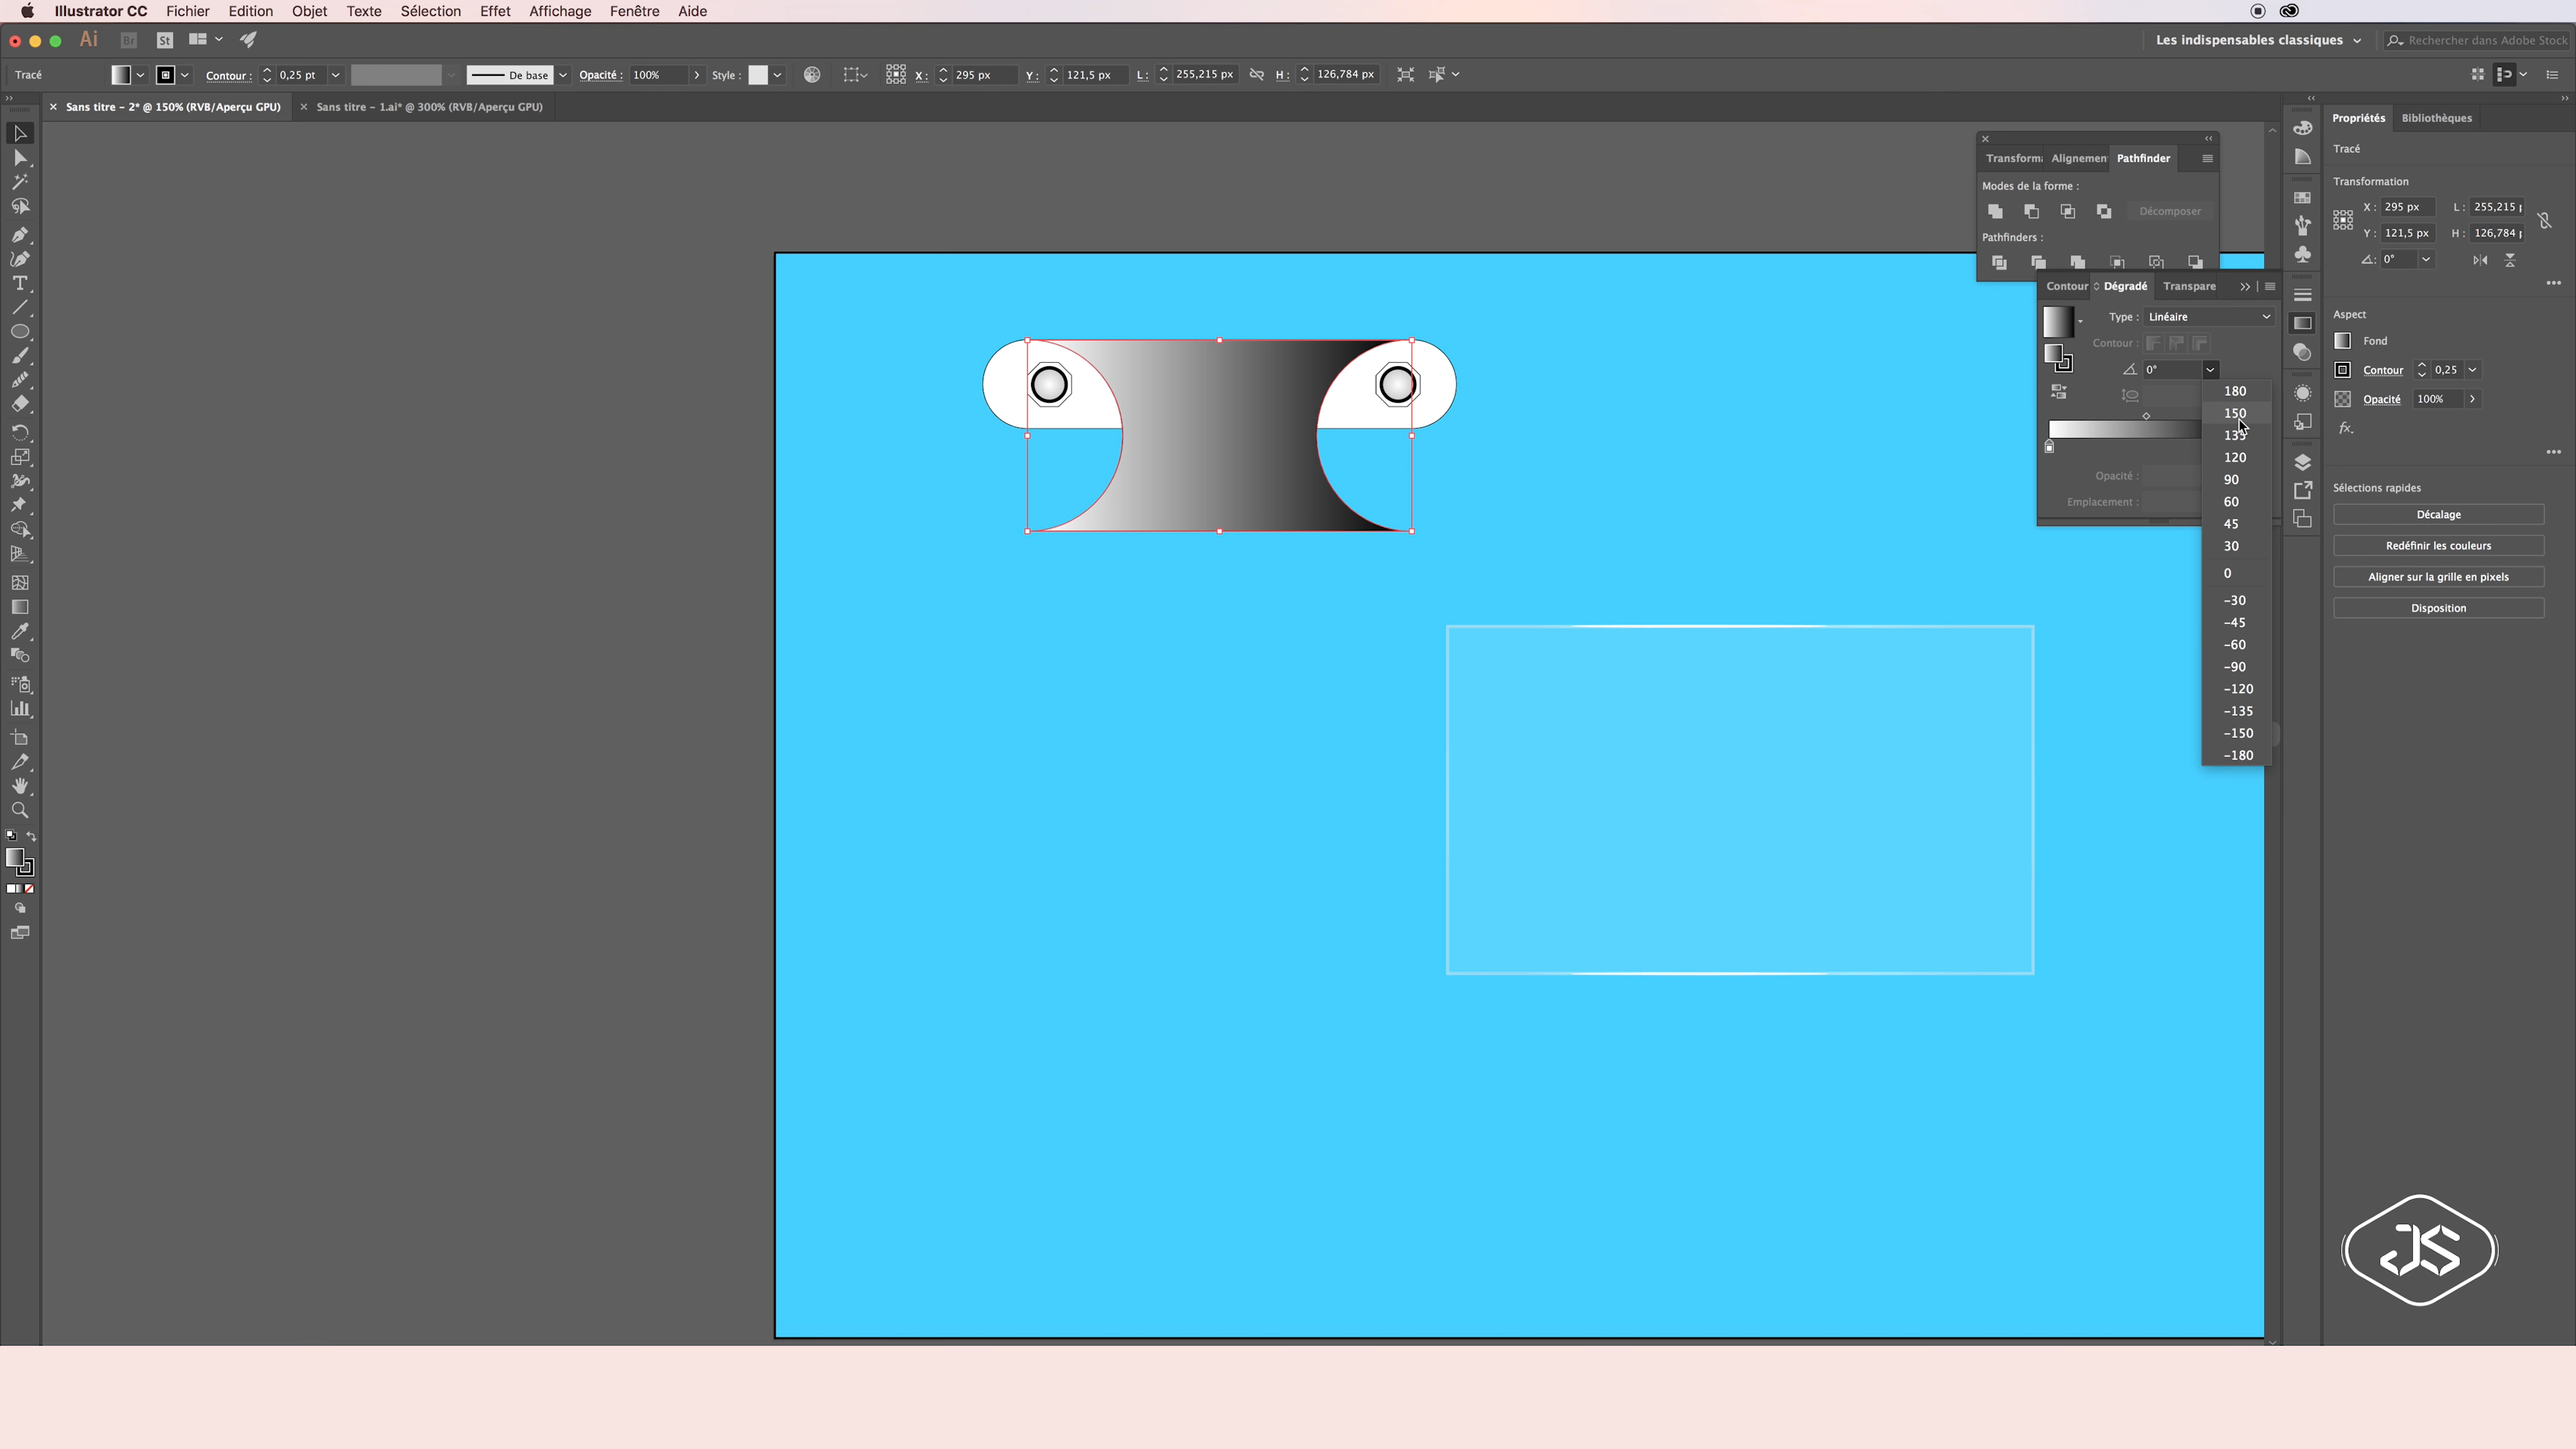 Illustrator CC Fichier Edition Objet Texte Sélection Effet Affichage Fenêtre Aide
Ai Br St Les indispensables classiques Rechercher dans Adobe Stock
Tracé Contour : 0,25 pt De base Opacité : 100% Style : X : 295 px Y : 121,5 px L : 255,215 px H : 126,784 px
Sans titre – 2* @ 150% (RVB/Aperçu GPU) Sans titre – 1.ai* @ 300% (RVB/Aperçu GPU)
Transforma Alignemen Pathfinder
Modes de la forme :
Décomposer
Pathfinders :
Contour Dégradé Transpare
Type : Linéaire
Contour :
0°
Opacité :
Emplacement :
180
150
135
120
90
60
45
30
0
–30
–45
–60
–90
–120
–135
–150
–180
Propriétés Bibliothèques
Tracé
Transformation
X : 295 px L : 255,215
Y : 121,5 px H : 126,784
0°
Aspect
Fond
Contour 0,25
Opacité 100%
fx.
Sélections rapides
Décalage
Redéfinir les couleurs
Aligner sur la grille en pixels
Disposition
JS